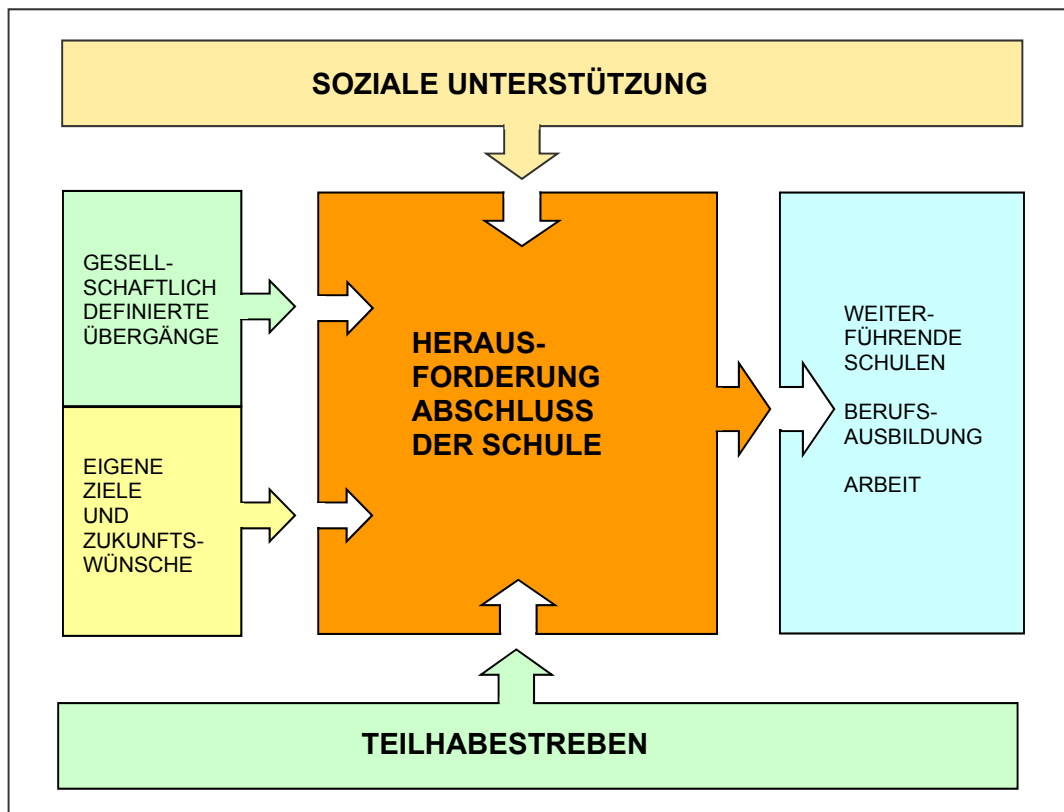 SOZIALE UNTERSTÜTZUNG
GESELL-
SCHAFTLICH
DEFINIERTE
ÜBERGÄNGE
EIGENE
ZIELE
UND
ZUKUNFTS-
WÜNSCHE
HERAUS-
FORDERUNG
ABSCHLUSS
DER SCHULE
WEITER-
FÜHRENDE
SCHULEN
BERUFS-
AUSBILDUNG
ARBEIT
TEILHABESTREBEN